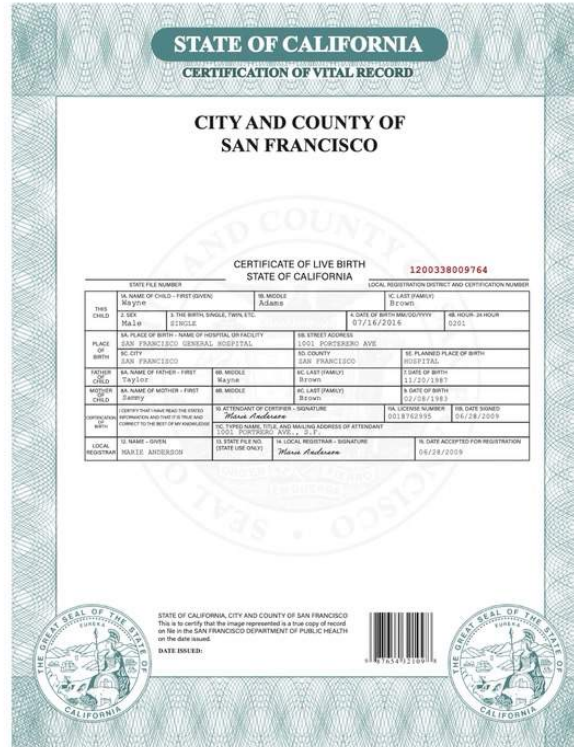 STATE OF CALIFORNIA
CERTIFICATION OF VITAL RECORD
CITY AND COUNTY OF
SAN FRANCISCO
CERTIFICATE OF LIVE BIRTH
STATE OF CALIFORNIA
1200338009764
STATE FILE NUMBER
LOCAL REGISTRATION DISTRICT AND CERTIFICATION NUMBER
THIS CHILD
1A. NAME OF CHILD - FIRST (GIVEN) 1B. MIDDLE 1C. LAST (FAMILY)
Wayne Adams Brown
2. SEX 3. THE BIRTH, SINGLE, TWIN, ETC. 4. DATE OF BIRTH MM/DD/YYYY 4B. HOUR- 24 HOUR
Male SINGLE 07/16/2016 0201
PLACE OF BIRTH
5A. PLACE OF BIRTH - NAME OF HOSPITAL OR FACILITY 5B. STREET ADDRESS
SAN FRANCISCO GENERAL HOSPITAL 1001 PORTERERO AVE
5C. CITY 5D. COUNTY 5E. PLANNED PLACE OF BIRTH
SAN FRANCISCO SAN FRANCISCO HOSPITAL
FATHER OF CHILD
6A. NAME OF FATHER - FIRST 6B. MIDDLE 6C. LAST (FAMILY) 7. DATE OF BIRTH
Taylor Wayne Brown 11/20/1987
MOTHER OF CHILD
8A. NAME OF MOTHER - FIRST 8B. MIDDLE 8C. LAST (FAMILY) 9. DATE OF BIRTH
Sammy Brown 02/08/1983
CERTIFICATION OF BIRTH
I CERTIFY THAT I HAVE READ THE STATED
INFORMATION AND THAT IT IS TRUE AND
CORRECT TO THE BEST OF MY KNOWLEDGE
ATTENDANT OF CERTIFIER - SIGNATURE LICENSE NUMBER DATE SIGNED
Marie Anderson 0018762995 06/28/2009
TYPED NAME, TITLE, AND MAILING ADDRESS OF ATTENDANT
1001 PORTRERO AVE., S.F.
LOCAL REGISTRAR
12. NAME - GIVEN 13. STATE FILE NO. (STATE USE ONLY) 14. LOCAL REGISTRAR - SIGNATURE 15. DATE ACCEPTED FOR REGISTRATION
MARIE ANDERSON Marie Anderson 06/28/2009
STATE OF CALIFORNIA, CITY AND COUNTY OF SAN FRANCISCO
This is to certify that the image represented is a true copy of record
on file in the SAN FRANCISCO DEPARTMENT OF PUBLIC HEALTH
on the date issued.
DATE ISSUED:
THE GREAT SEAL OF THE STATE OF CALIFORNIA
EUREKA
THE GREAT SEAL OF THE STATE OF CALIFORNIA
EUREKA